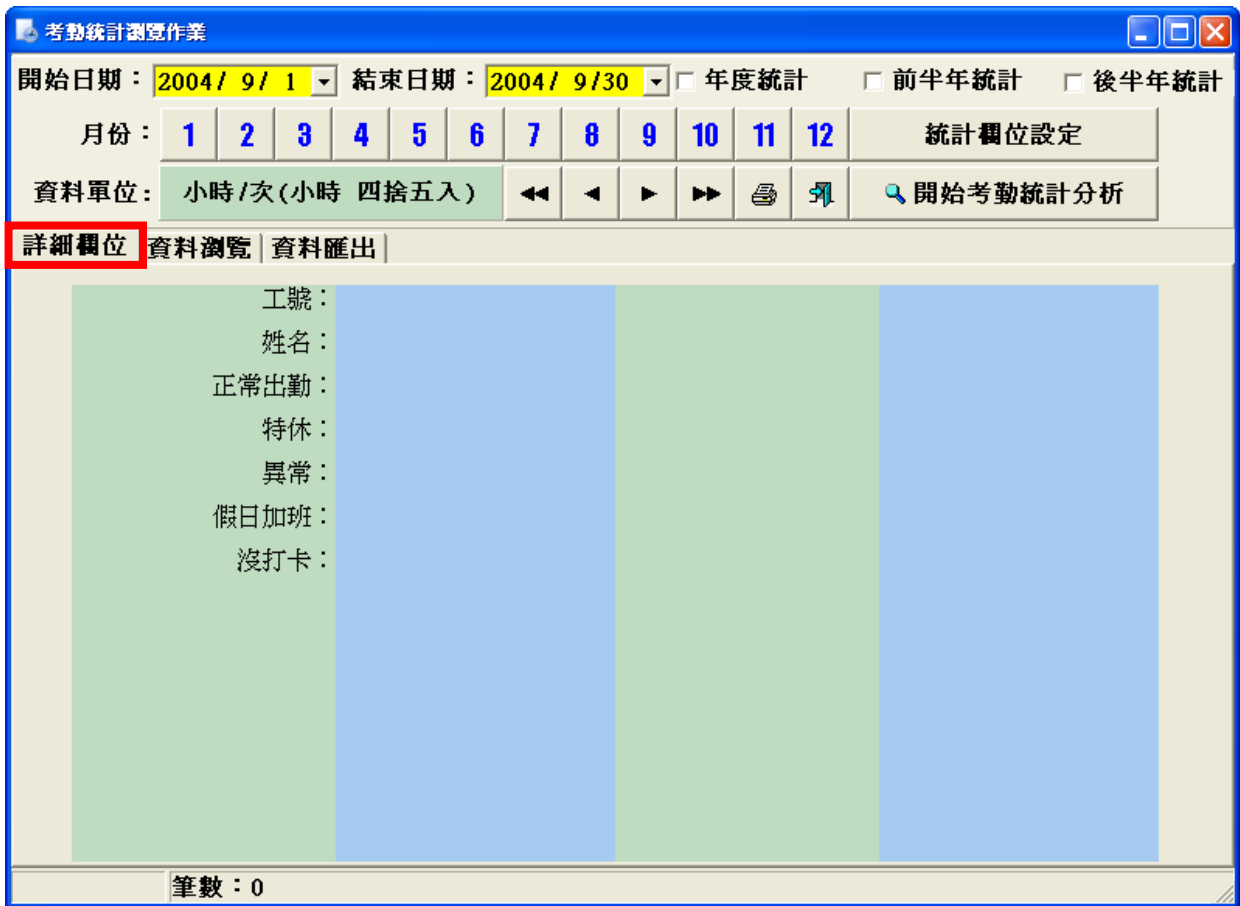 考勤統計瀏覽作業
開始日期： 2004/ 9/ 1 結束日期： 2004/ 9/30 年度統計 前半年統計 後半年統計
月份： 1 2 3 4 5 6 7 8 9 10 11 12 統計欄位設定
資料單位: 小時/次(小時 四捨五入) 開始考勤統計分析
詳細欄位 資料瀏覽 資料匯出
工號：
姓名：
正常出勤：
特休：
異常：
假日加班：
沒打卡：
筆數：0